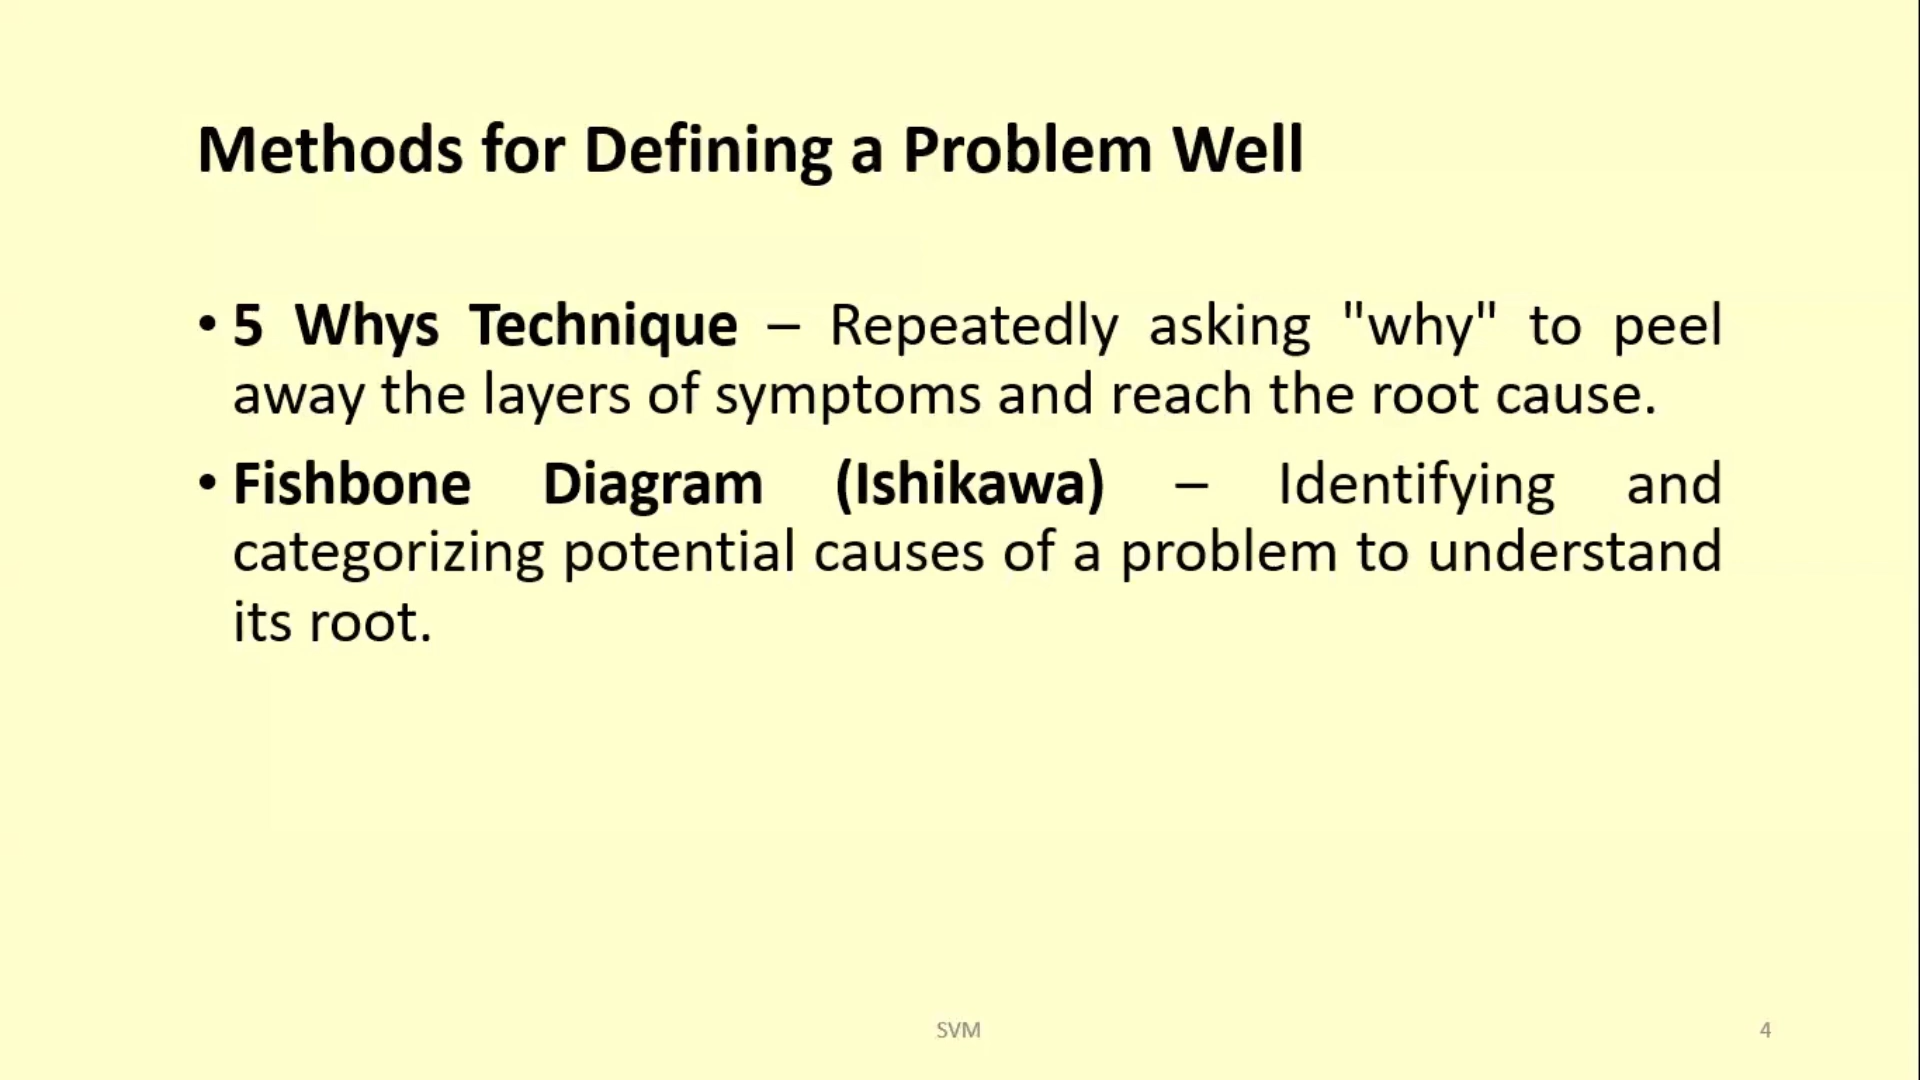 Methods for Defining a Problem Well
• 5 Whys Technique – Repeatedly asking "why" to peel
away the layers of symptoms and reach the root cause.
• Fishbone Diagram (Ishikawa) – Identifying and
categorizing potential causes of a problem to understand
its root.
SVM
4